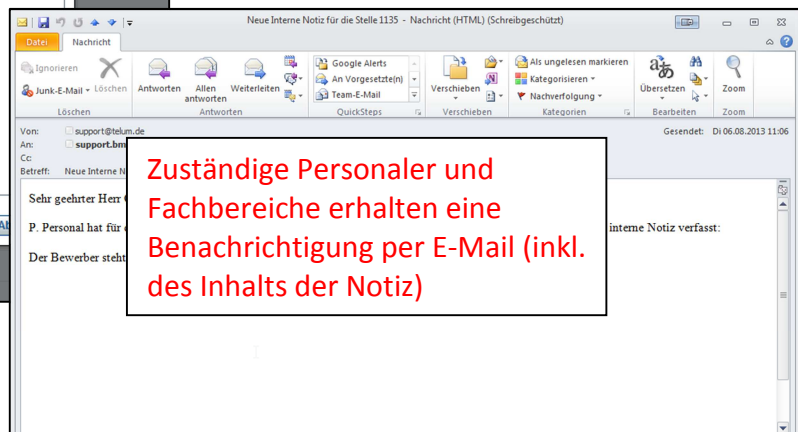 Neue Interne Notiz für die Stelle 1135 - Nachricht (HTML) (Schreibgeschützt)
Datei Nachricht
Ignorieren
Junk-E-Mail Löschen
Antworten Allen antworten Weiterleiten
Google Alerts
An Vorgesetzte(n)
Team-E-Mail
Verschieben
Als ungelesen markieren
Kategorisieren
Nachverfolgung
Übersetzen
Zoom
Löschen Antworten QuickSteps Verschieben Kategorien Bearbeiten Zoom
Von: support@telum.de Gesendet: Di 06.08.2013 11:06
An: support.bm
Cc:
Betreff: Neue Interne N
Sehr geehrter Herr
P. Personal hat für interne Notiz verfasst:
Der Bewerber steht
Zuständige Personaler und
Fachbereiche erhalten eine
Benachrichtigung per E-Mail (inkl.
des Inhalts der Notiz)